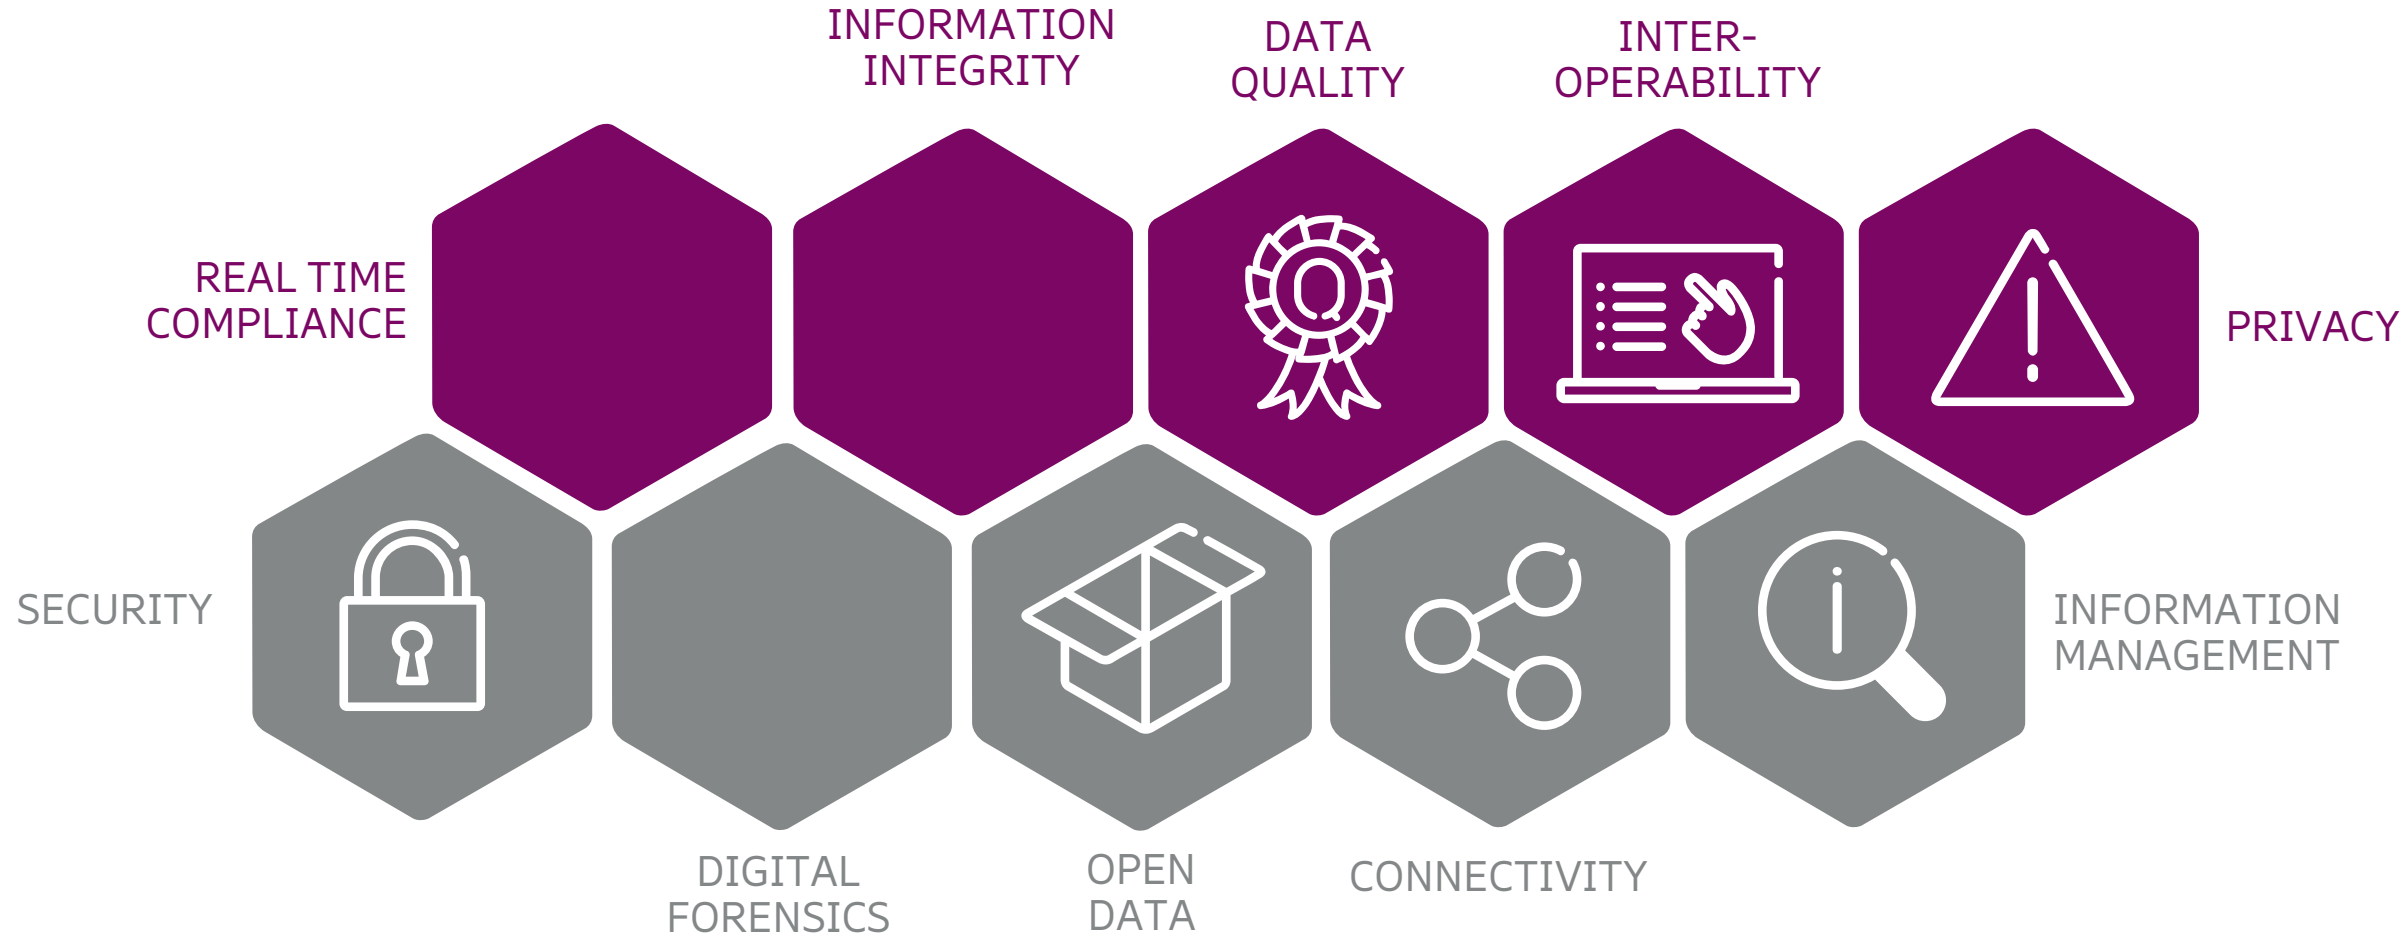 INFORMATION
INTEGRITY
DATA
QUALITY
INTER-
OPERABILITY
REAL TIME
COMPLIANCE
PRIVACY
SECURITY
INFORMATION
MANAGEMENT
DIGITAL
FORENSICS
OPEN
DATA
CONNECTIVITY